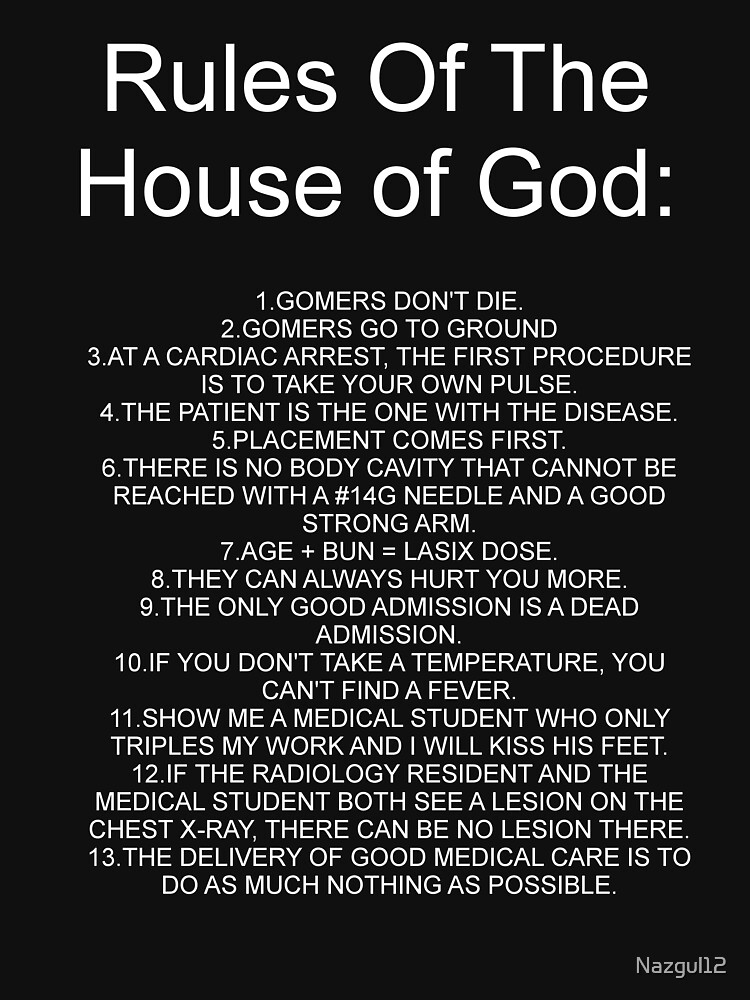 Rules Of The
House of God:
1.GOMERS DON'T DIE.
2.GOMERS GO TO GROUND
3.AT A CARDIAC ARREST, THE FIRST PROCEDURE
IS TO TAKE YOUR OWN PULSE.
4.THE PATIENT IS THE ONE WITH THE DISEASE.
5.PLACEMENT COMES FIRST.
6.THERE IS NO BODY CAVITY THAT CANNOT BE
REACHED WITH A #14G NEEDLE AND A GOOD
STRONG ARM.
7.AGE + BUN = LASIX DOSE.
8.THEY CAN ALWAYS HURT YOU MORE.
9.THE ONLY GOOD ADMISSION IS A DEAD
ADMISSION.
10.IF YOU DON'T TAKE A TEMPERATURE, YOU
CAN'T FIND A FEVER.
11.SHOW ME A MEDICAL STUDENT WHO ONLY
TRIPLES MY WORK AND I WILL KISS HIS FEET.
12.IF THE RADIOLOGY RESIDENT AND THE
MEDICAL STUDENT BOTH SEE A LESION ON THE
CHEST X-RAY, THERE CAN BE NO LESION THERE.
13.THE DELIVERY OF GOOD MEDICAL CARE IS TO
DO AS MUCH NOTHING AS POSSIBLE.
Nazgul12